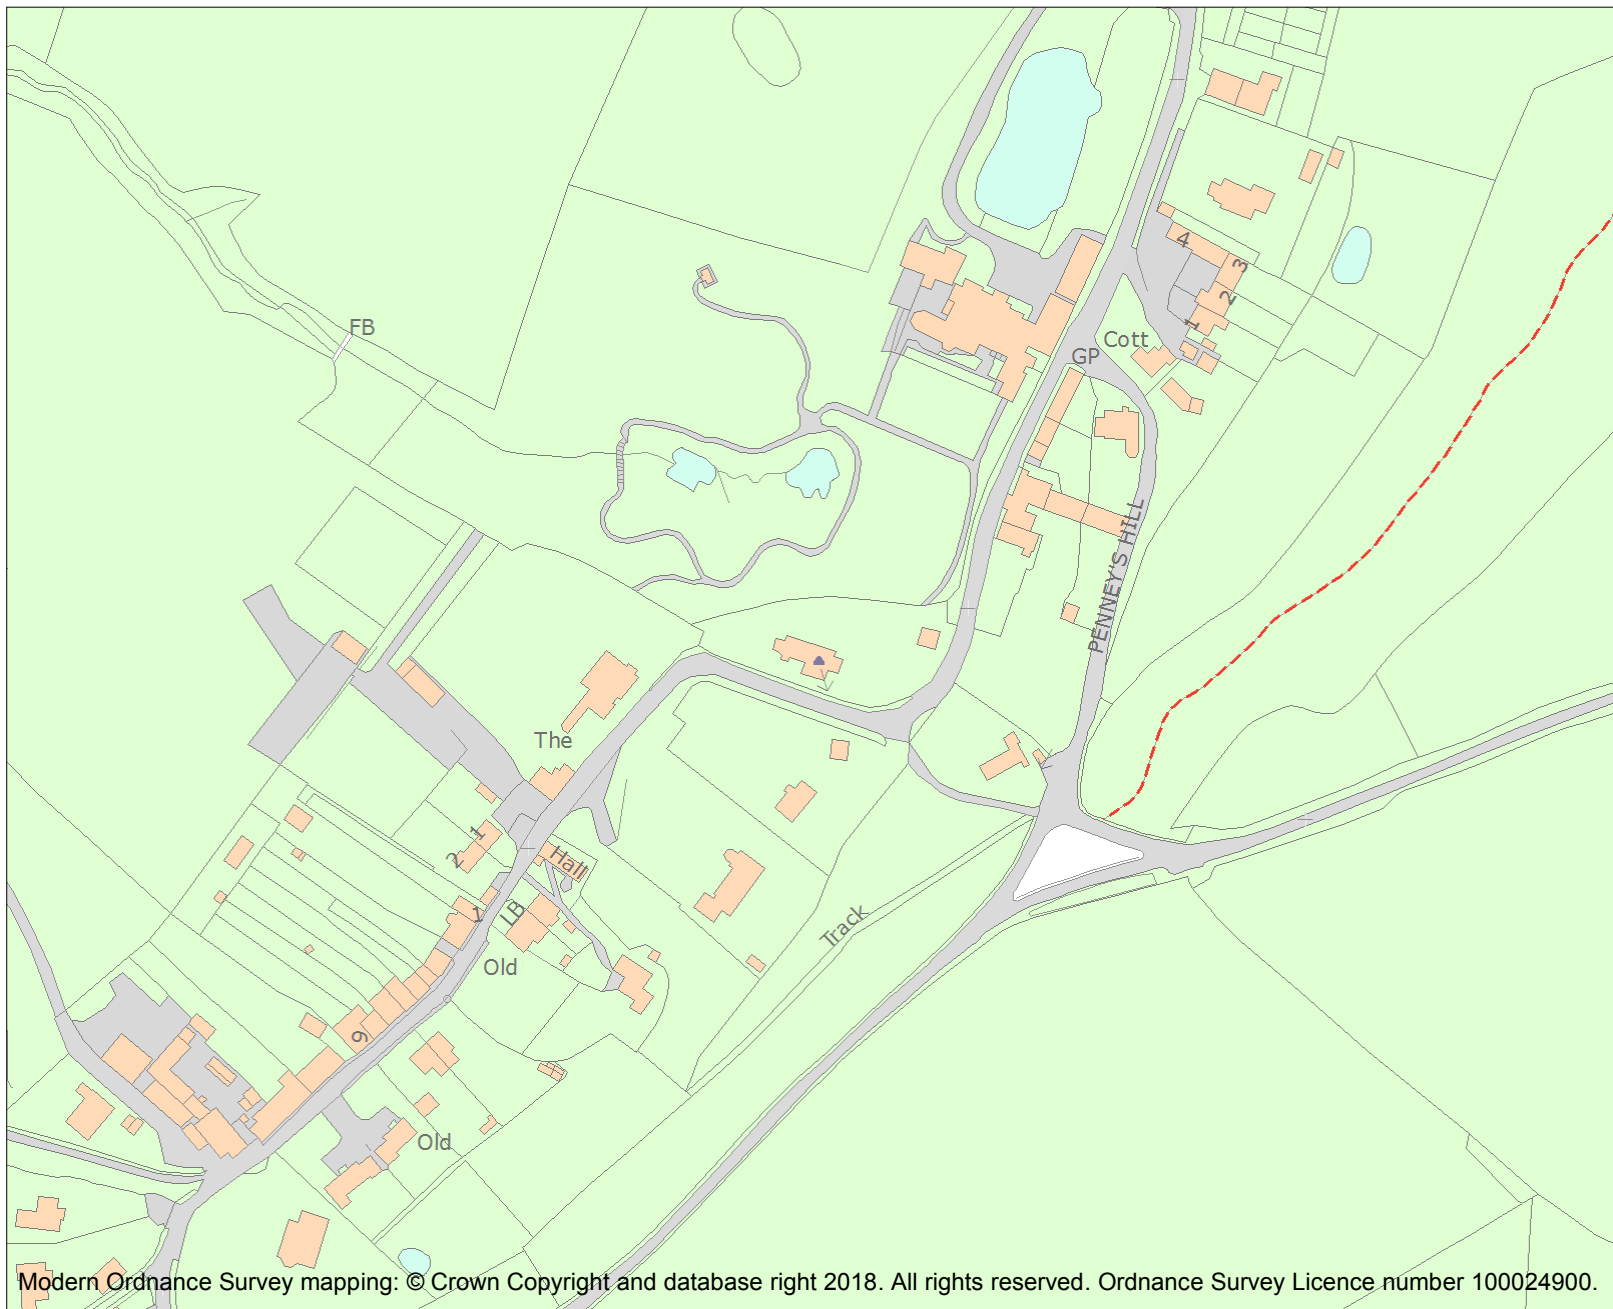 4
3
2
1
FB
Cott
GP
PENNEY'S HILL
The
1
2
Hall
1
LB
Track
Old
9
Old
Modern Ordnance Survey mapping: © Crown Copyright and database right 2018. All rights reserved. Ordnance Survey Licence number 100024900.